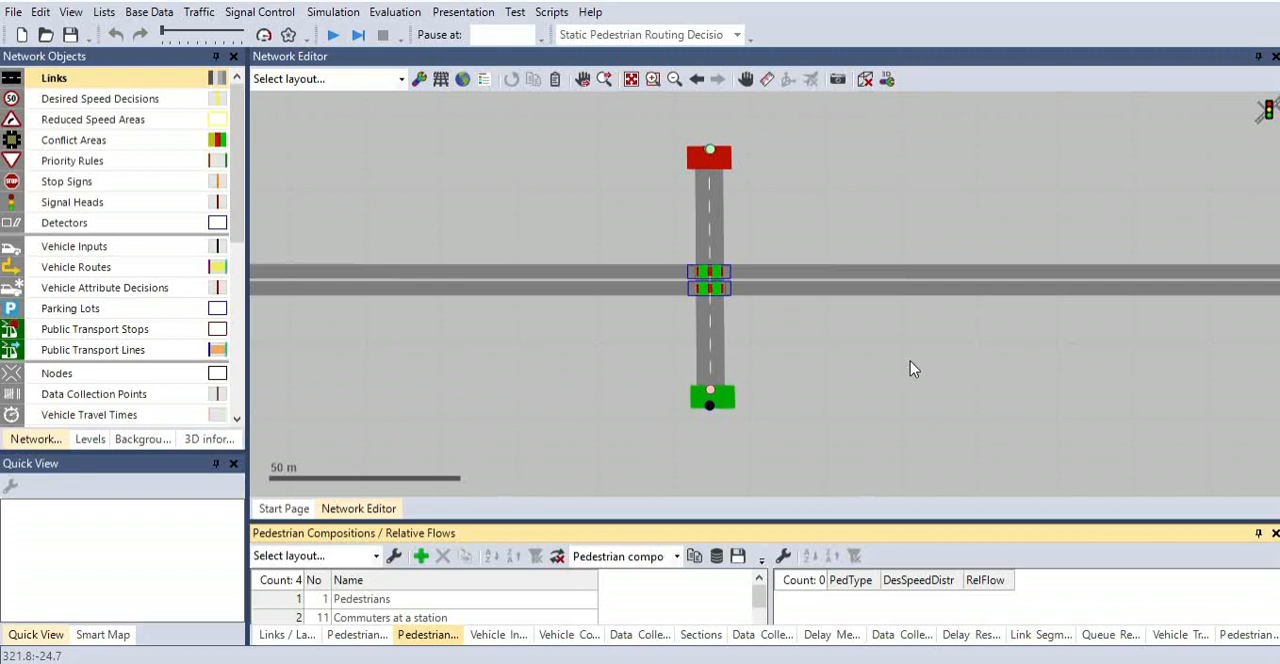 File Edit View Lists Base Data Traffic Signal Control Simulation Evaluation Presentation Test Scripts Help
Pause at: Static Pedestrian Routing Decisio
Network Objects
Network Editor
Select layout...
Links
50 Desired Speed Decisions
Reduced Speed Areas
Conflict Areas
Priority Rules
STOP Stop Signs
Signal Heads
Detectors
Vehicle Inputs
Vehicle Routes
Vehicle Attribute Decisions
P Parking Lots
Public Transport Stops
Public Transport Lines
Nodes
Data Collection Points
Vehicle Travel Times
Network... Levels Backgrou... 3D infor...
Quick View
50 m
Start Page Network Editor
Pedestrian Compositions / Relative Flows
Select layout... Pedestrian compo
Count: 4 No Name
1 1 Pedestrians
2 11 Commuters at a station
Count: 0 PedType DesSpeedDistr RelFlow
Quick View Smart Map
Links / La... Pedestrian... Pedestrian... Vehicle In... Vehicle Co... Data Colle... Sections Data Colle... Delay Me... Data Colle... Delay Res... Link Segm... Queue Re... Vehicle Tr... Pedestrian...
321.8:-24.7